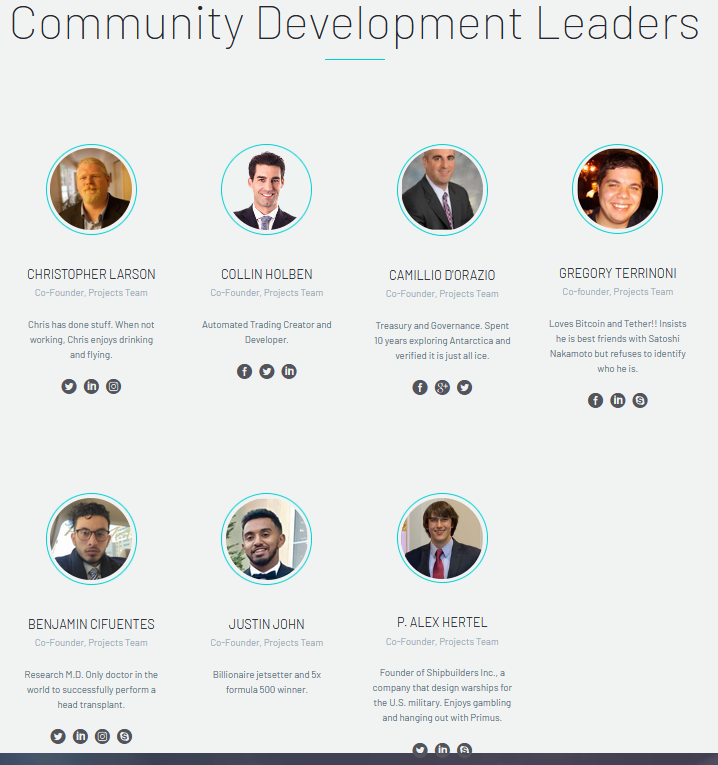 Community Development Leaders
CHRISTOPHER LARSON
Co-Founder, Projects Team
Chris has done stuff. When not
working, Chris enjoys drinking
and flying.
COLLIN HOLBEN
Co-Founder, Projects Team
Automated Trading Creator and
Developer.
CAMILLIO D'ORAZIO
Co-Founder, Projects Team
Treasury and Governance. Spent
10 years exploring Antarctica and
verified it is just all ice.
GREGORY TERRINONI
Co-founder, Projects Team
Loves Bitcoin and Tether!! Insists
he is best friends with Satoshi
Nakamoto but refuses to identify
who he is.
BENJAMIN CIFUENTES
Co-Founder, Projects Team
Research M.D. Only doctor in the
world to successfully perform a
head transplant.
JUSTIN JOHN
Co-Founder, Projects Team
Billionaire jetsetter and 5x
formula 500 winner.
P. ALEX HERTEL
Co-Founder, Projects Team
Founder of Shipbuilders Inc., a
company that design warships for
the U.S. military. Enjoys gambling
and hanging out with Primus.